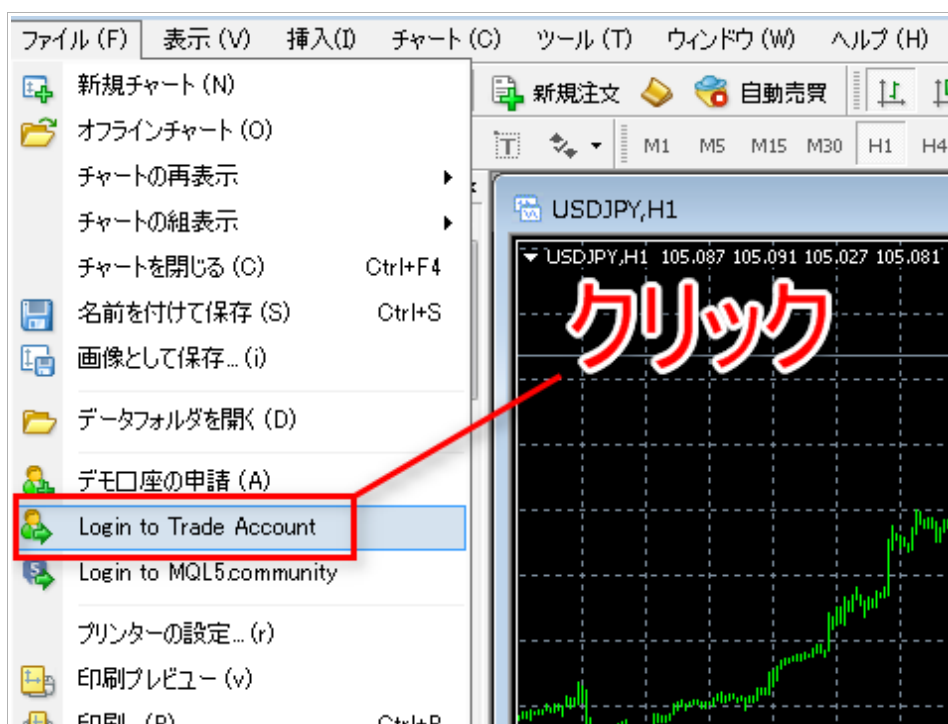 ファイル (F) 表示 (V) 挿入(I) チャート (C) ツール (T) ウィンドウ (W) ヘルプ (H)
新規チャート (N)
オフラインチャート (O)
チャートの再表示
チャートの組表示
チャートを閉じる (C) Ctrl+F4
名前を付けて保存 (S) Ctrl+S
画像として保存... (i)
データフォルダを開く (D)
デモ口座の申請 (A)
Login to Trade Account
Login to MQL5.community
プリンターの設定... (r)
印刷プレビュー (v)
印刷... (P) Ctrl+P
新規注文 自動売買
M1 M5 M15 M30 H1 H4
USDJPY,H1
USDJPY,H1 105.087 105.091 105.027 105.081
クリック